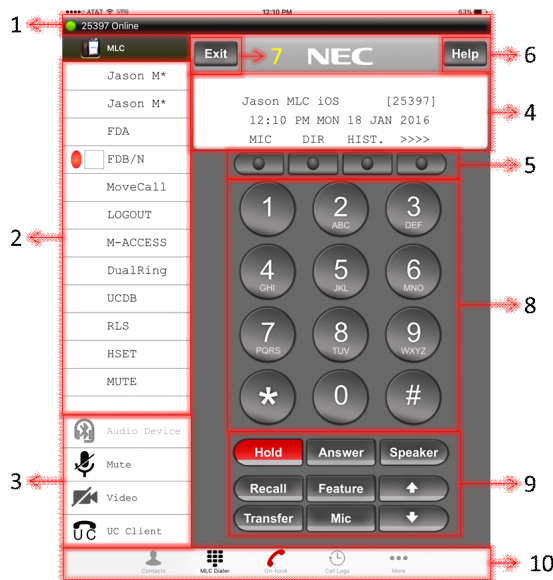 AT&T 12:10 PM 63%
1 25397 Online
MLC Exit 7 NEC Help 6
Jason M*
Jason M*
FDA
FDB/N
MoveCall
LOGOUT
M-ACCESS
DualRing
UCDB
RLS
HSET
MUTE
2
Jason MLC iOS [25397]
12:10 PM MON 18 JAN 2016
MIC DIR HIST. >>>>
4
5
1 2 ABC 3 DEF
4 GHI 5 JKL 6 MNO
7 PQRS 8 TUV 9 WXYZ
* 0 #
8
Audio Device
Mute
Video
UC UC Client
3
Hold Answer Speaker
Recall Feature
Transfer Mic
9
Contacts MLC Dialer On-hook Call Logs More
10